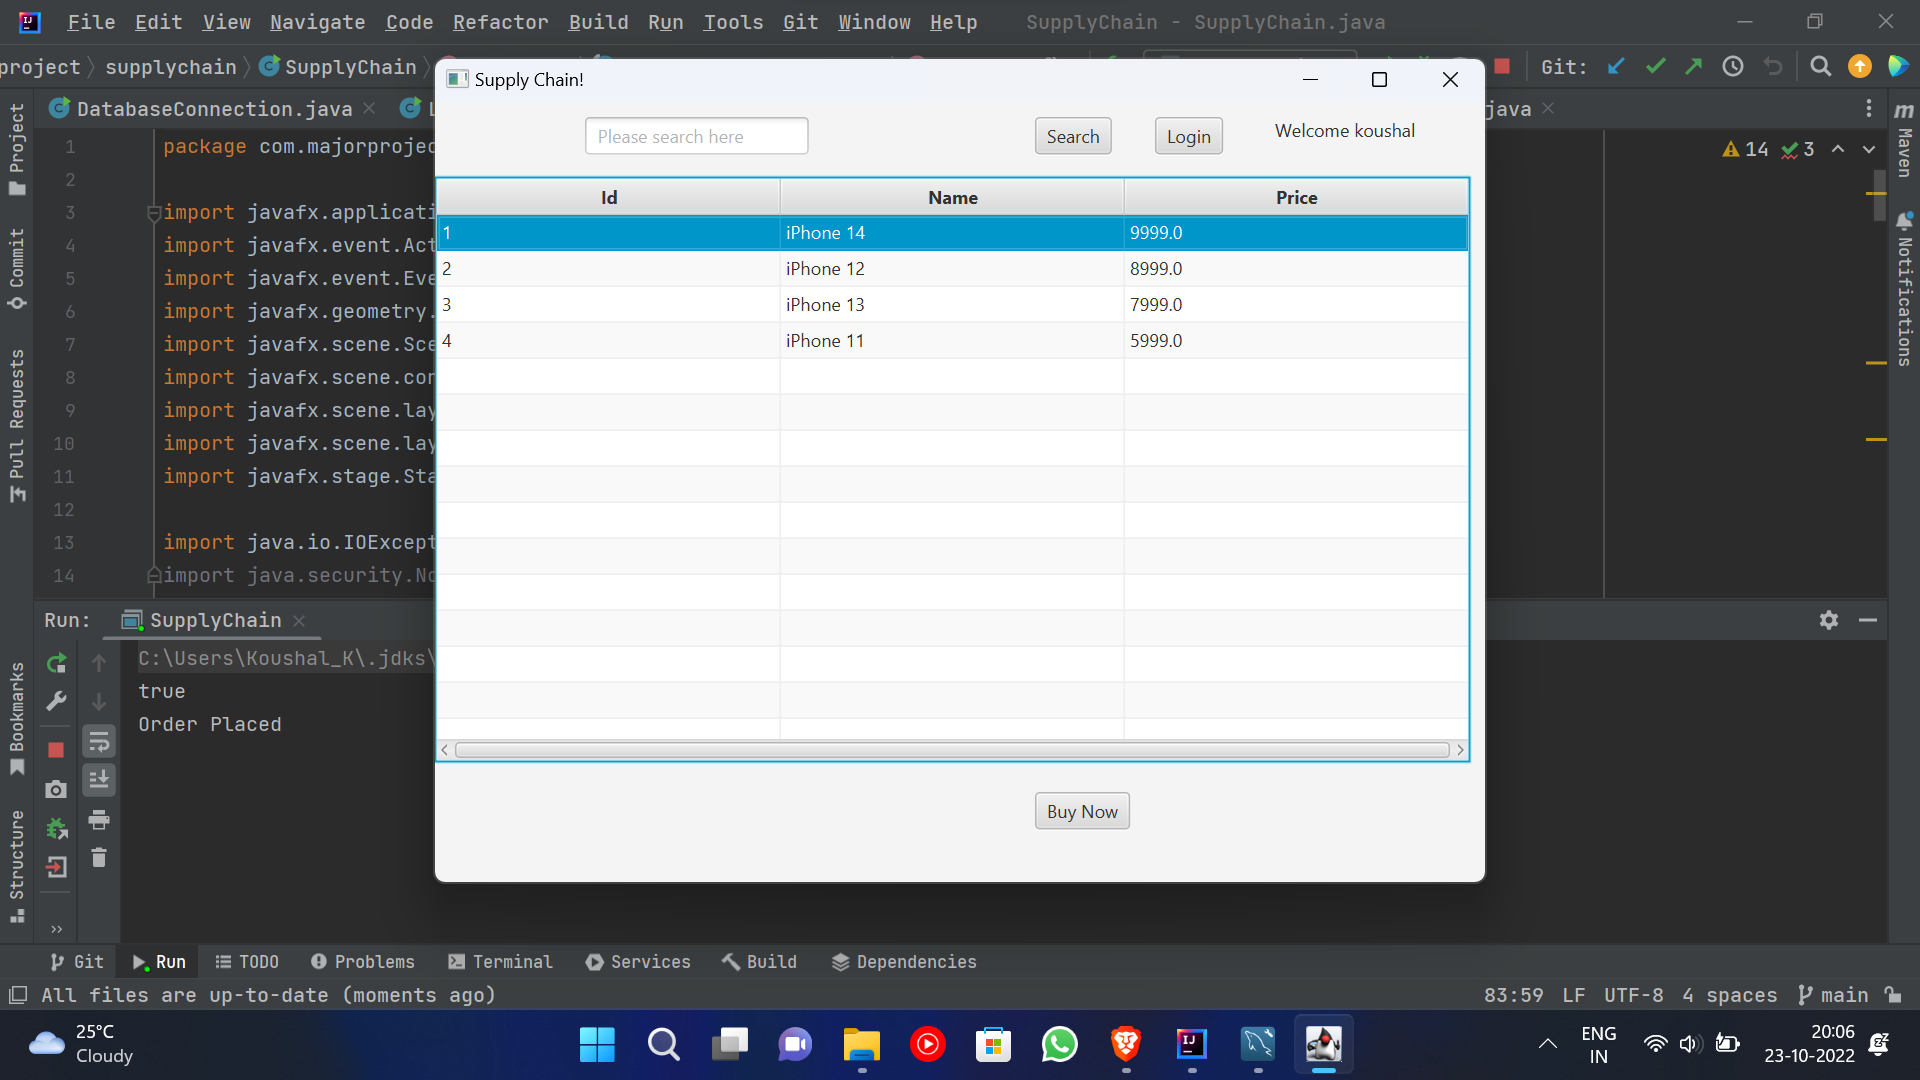 File Edit View Navigate Code Refactor Build Run Tools Git Window Help SupplyChain - SupplyChain.java
project supplychain SupplyChain Git:
Supply Chain!
DatabaseConnection.java java
Please search here Search Login Welcome koushal
Id Name Price
1 iPhone 14 9999.0
2 iPhone 12 8999.0
3 iPhone 13 7999.0
4 iPhone 11 5999.0
Buy Now
1 package com.majorprojec
2
3 import javafx.applicati
4 import javafx.event.Act
5 import javafx.event.Eve
6 import javafx.geometry.
7 import javafx.scene.Sce
8 import javafx.scene.con
9 import javafx.scene.lay
10 import javafx.scene.lay
11 import javafx.stage.Sta
12
13 import java.io.IOExcept
14 import java.security.No
14 3
Project
Commit
Pull Requests
Bookmarks
Structure
m
Maven
Notifications
Run: SupplyChain
C:\Users\Koushal_K\.jdks\
true
Order Placed
Git Run TODO Problems Terminal Services Build Dependencies
All files are up-to-date (moments ago) 83:59 LF UTF-8 4 spaces main
25°C
Cloudy
ENG
IN
20:06
23-10-2022